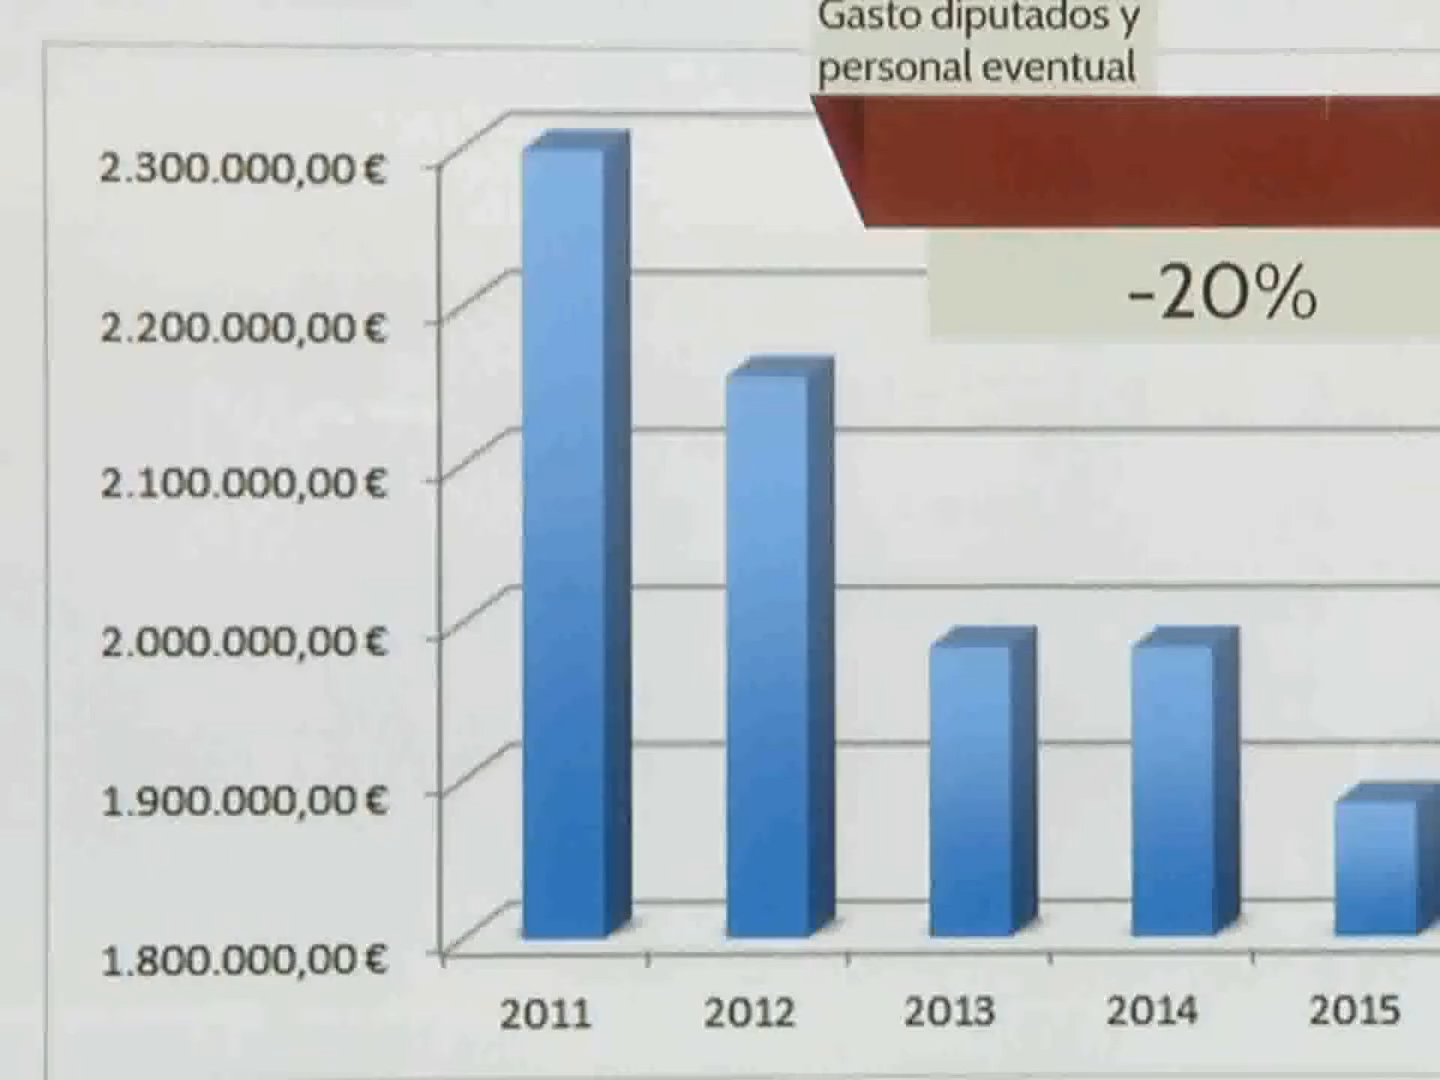 Gasto diputados y
personal eventual
2.300.000,00 €
-20%
2.200.000,00 €
2.100.000,00 €
2.000.000,00 €
1.900.000,00 €
1.800.000,00 €
2011 2012 2013 2014 2015